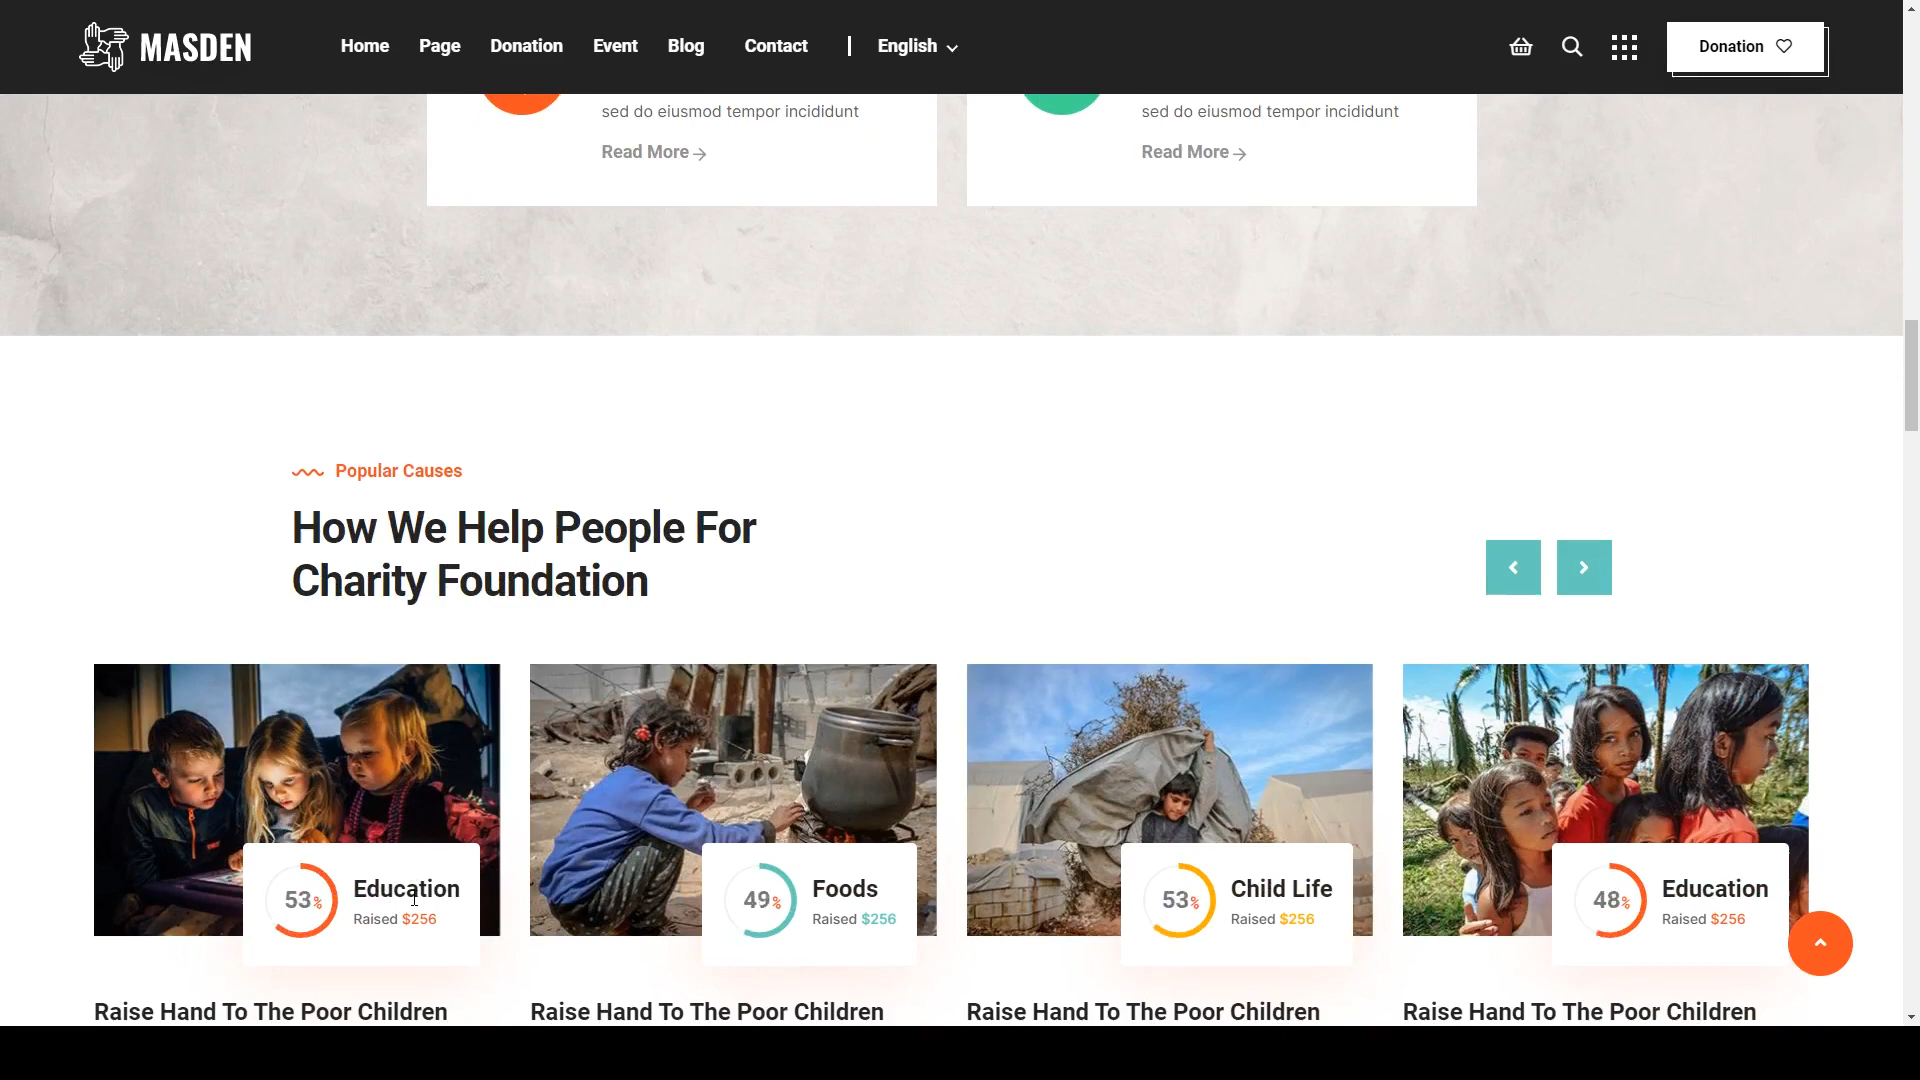 MASDEN
Home Page Donation Event Blog Contact | English
Donation
sed do eiusmod tempor incididunt
Read More
sed do eiusmod tempor incididunt
Read More
Popular Causes
How We Help People For
Charity Foundation
53% Education
Raised $256
49% Foods
Raised $256
53% Child Life
Raised $256
48% Education
Raised $256
Raise Hand To The Poor Children
Raise Hand To The Poor Children
Raise Hand To The Poor Children
Raise Hand To The Poor Children